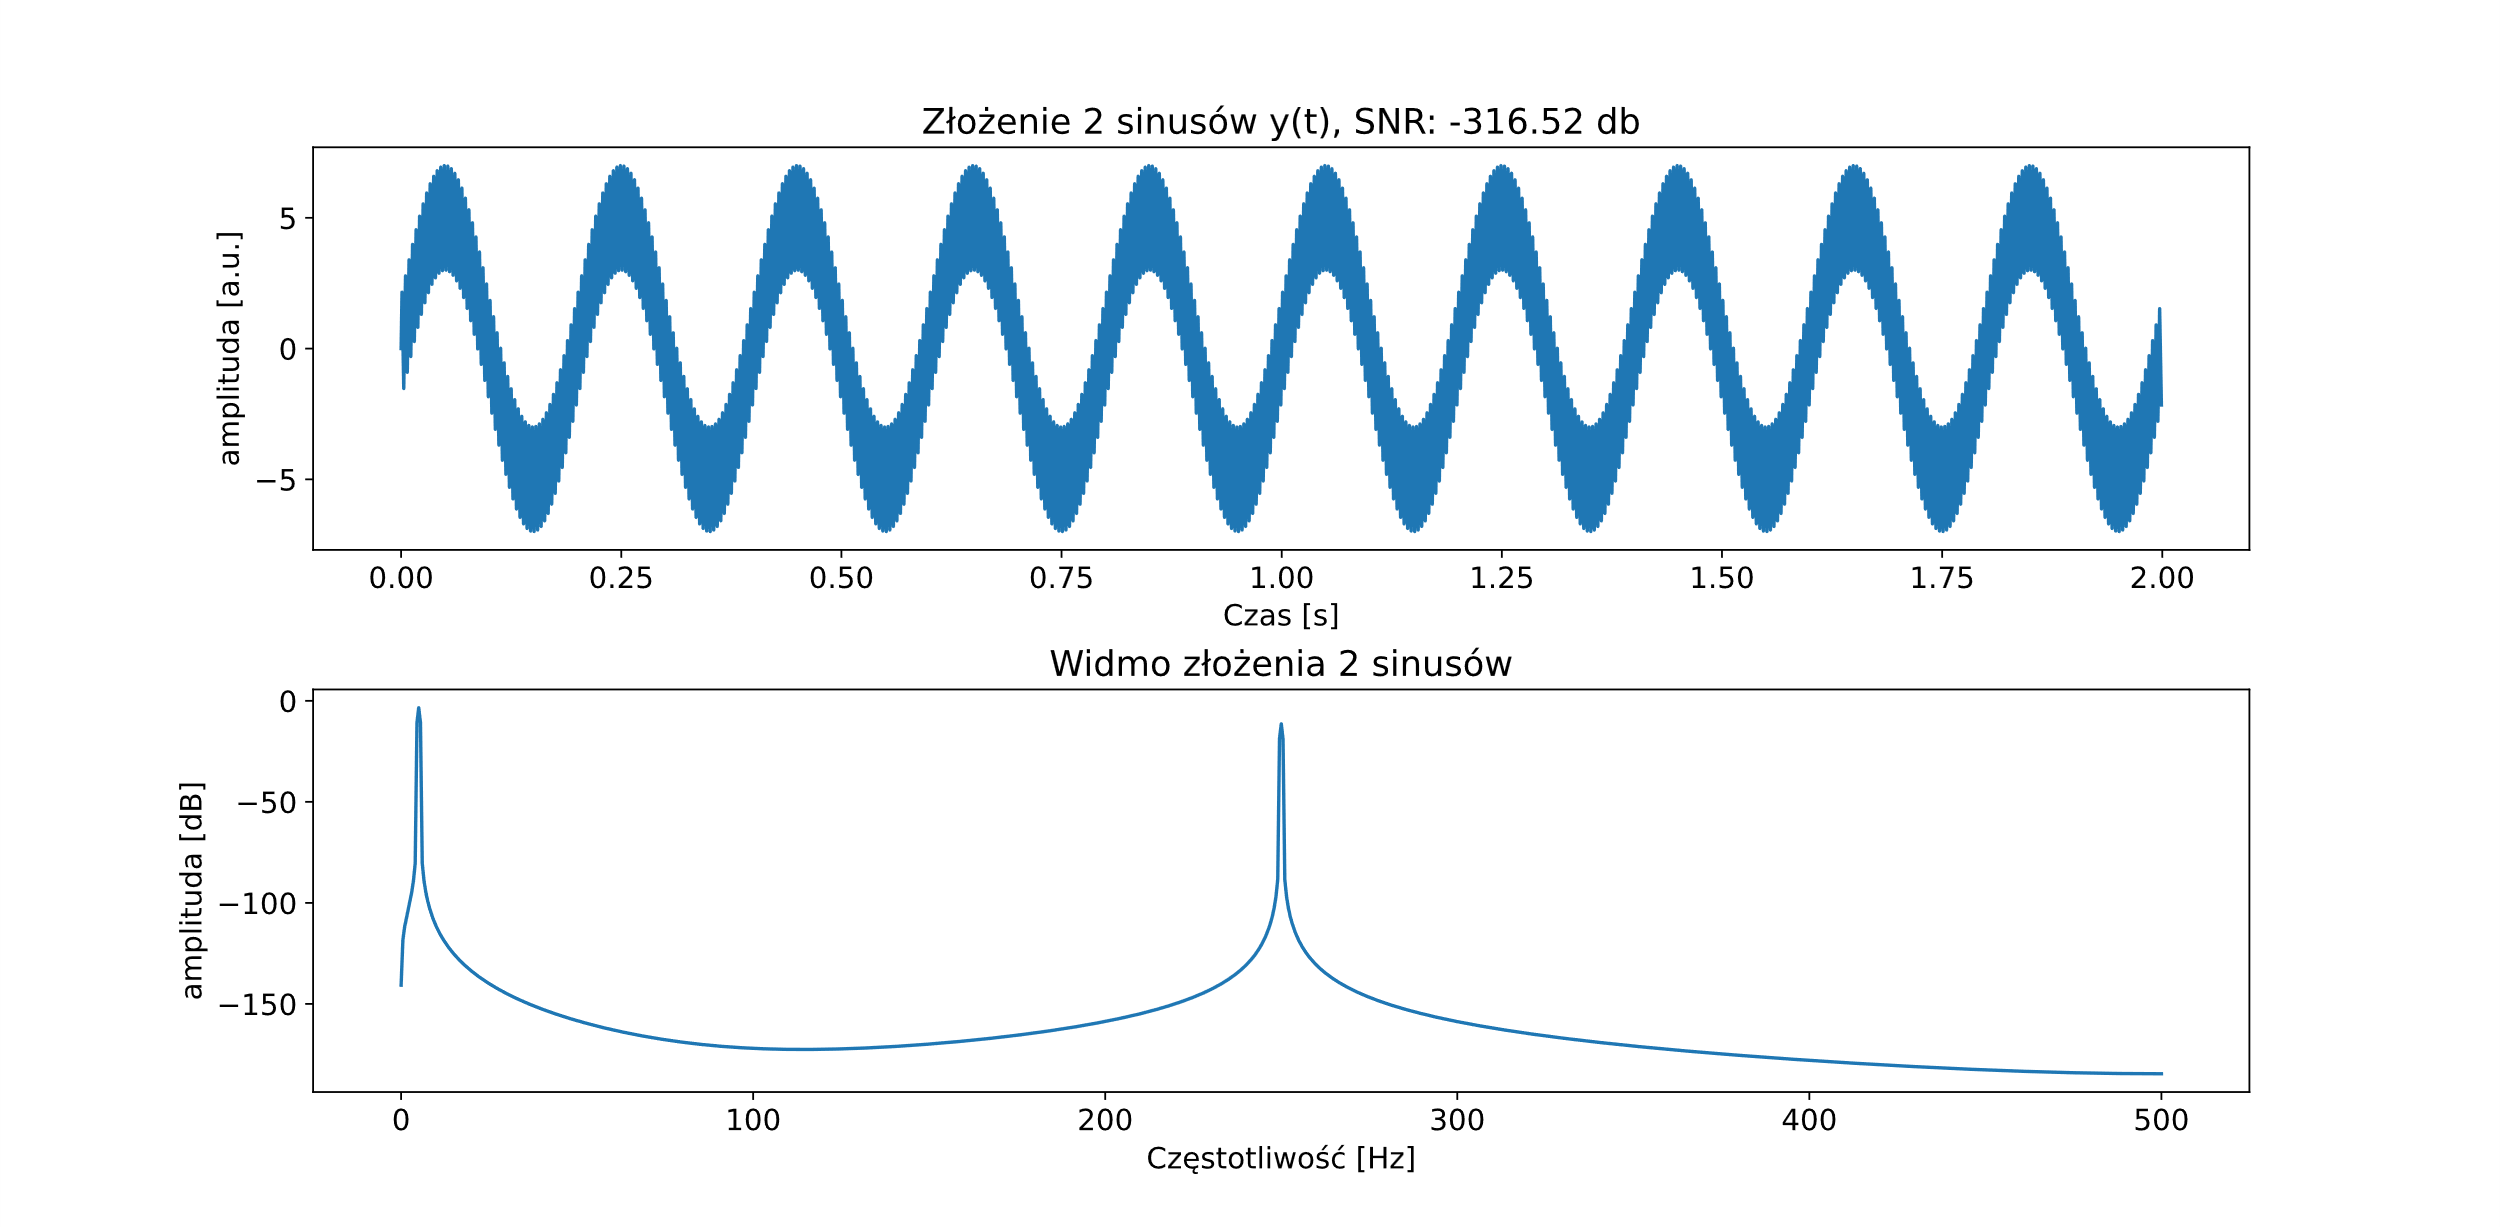 Złożenie 2 sinusów y(t), SNR: -316.52 db
amplituda [a.u.]
5
0
−5
0.00 0.25 0.50 0.75 1.00 1.25 1.50 1.75 2.00
Czas [s]
Widmo złożenia 2 sinusów
amplituda [dB]
0
−50
−100
−150
0 100 200 300 400 500
Częstotliwość [Hz]